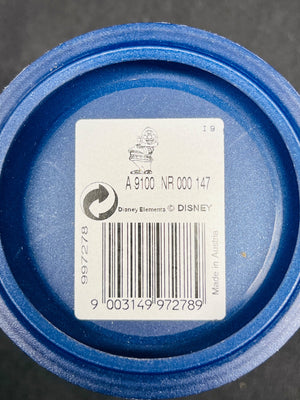 I 9
A 9100 NR 000 147
Disney Elements © DISNEY
997278
Made in Austria
9 003149 972789